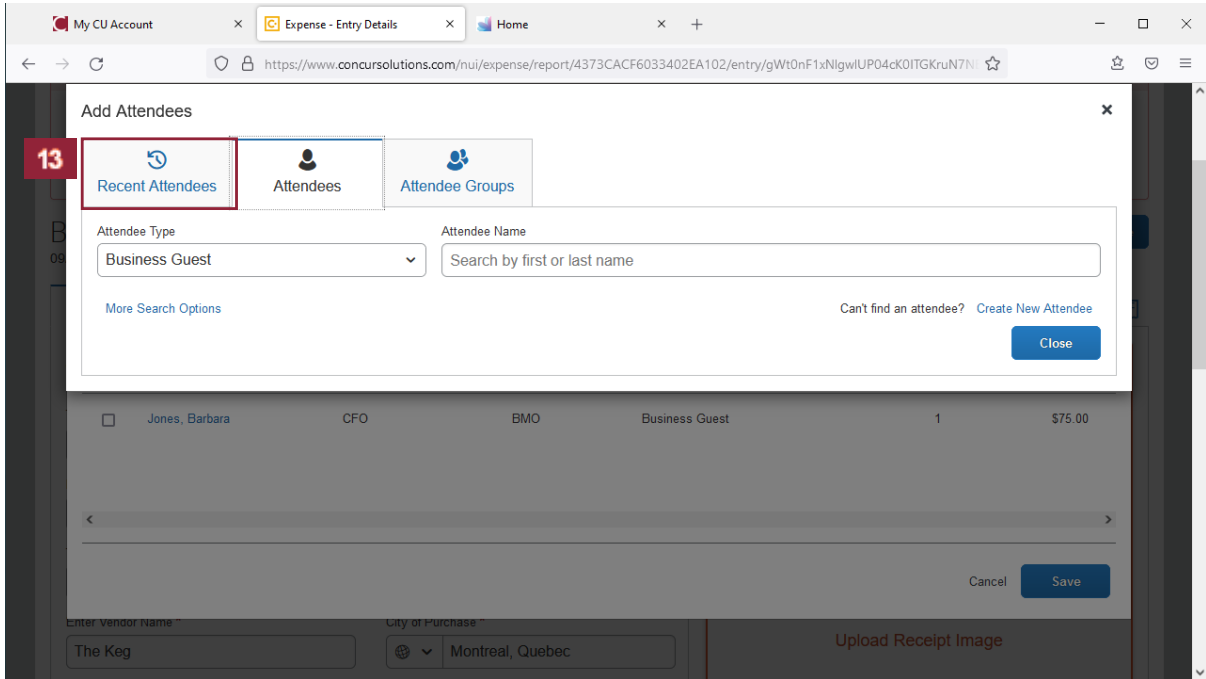 My CU Account
Expense - Entry Details
Home
https://www.concursolutions.com/nui/expense/report/4373CACF6033402EA102/entry/gWt0nF1xNlgwlUP04cK0ITGKruN7N
Add Attendees
13
Recent Attendees
Attendees
Attendee Groups
B
09
Attendee Type
Attendee Name
Business Guest
Search by first or last name
More Search Options
Can't find an attendee? Create New Attendee
Close
Jones, Barbara CFO BMO Business Guest 1 $75.00
Cancel
Save
Enter Vendor Name *
City of Purchase *
The Keg
Montreal, Quebec
Upload Receipt Image